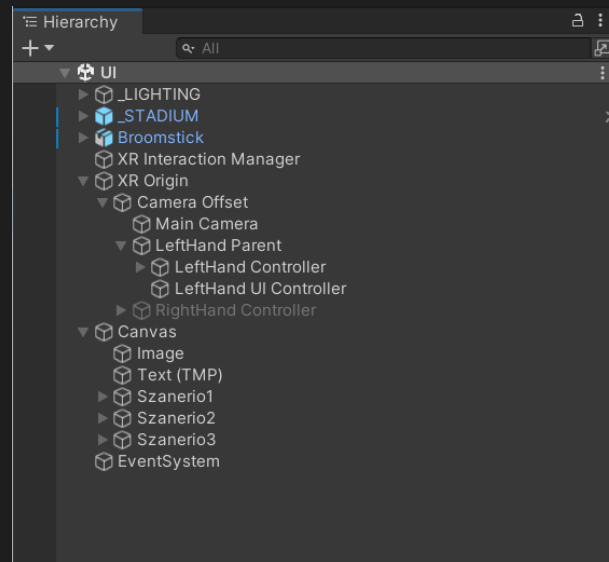 Hierarchy
All
UI
_LIGHTING
_STADIUM
Broomstick
XR Interaction Manager
XR Origin
Camera Offset
Main Camera
LeftHand Parent
LeftHand Controller
LeftHand UI Controller
RightHand Controller
Canvas
Image
Text (TMP)
Szanerio1
Szanerio2
Szanerio3
EventSystem